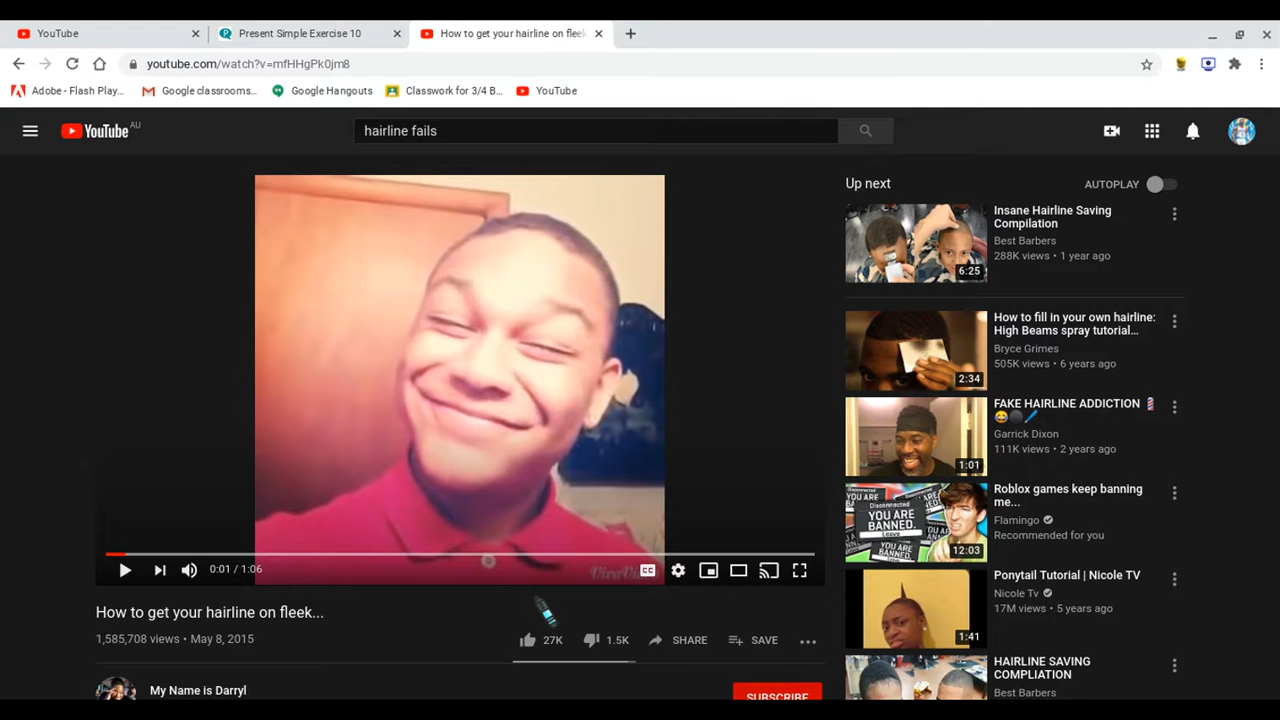 YouTube
Present Simple Exercise 10
How to get your hairline on fleek
youtube.com/watch?v=mfHHgPk0jm8
Adobe - Flash Play...
Google classrooms...
Google Hangouts
Classwork for 3/4 B...
YouTube
YouTube AU
hairline fails
Up next
AUTOPLAY
Insane Hairline Saving
Compilation
Best Barbers
288K views • 1 year ago
6:25
How to fill in your own hairline:
High Beams spray tutorial...
Bryce Grimes
505K views • 6 years ago
2:34
FAKE HAIRLINE ADDICTION 💈
😂⚫🖊️
Garrick Dixon
111K views • 2 years ago
1:01
Roblox games keep banning
me...
Flamingo
Recommended for you
Disconnected
YOU ARE
BANNED.
Leave
12:03
Ponytail Tutorial | Nicole TV
Nicole Tv
17M views • 5 years ago
1:41
HAIRLINE SAVING
COMPLIATION
Best Barbers
0:01 / 1:06
CC
How to get your hairline on fleek...
1,585,708 views • May 8, 2015
27K
1.5K
SHARE
SAVE
My Name is Darryl
SUBSCRIBE